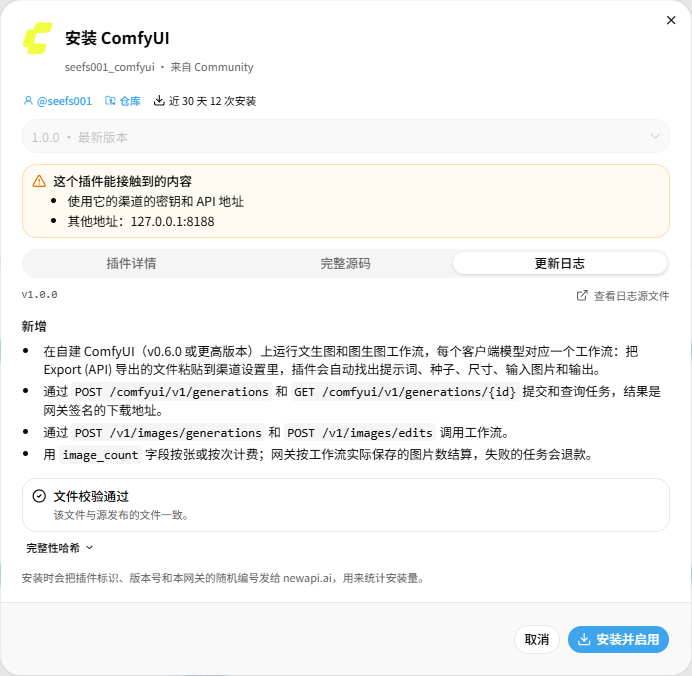 安装 ComfyUI
seefs001_comfyui • 来自 Community
@seefs001 仓库 近 30 天 12 次安装
1.0.0 • 最新版本
这个插件能接触到的内容
• 使用它的渠道的密钥和 API 地址
• 其他地址：127.0.0.1:8188
插件详情 完整源码 更新日志
v1.0.0 查看日志源文件
新增
• 在自建 ComfyUI（v0.6.0 或更高版本）上运行文生图和图生图工作流，每个客户端模型对应一个工作流：把
Export (API) 导出的文件粘贴到渠道设置里，插件会自动找出提示词、种子、尺寸、输入图片和输出。
• 通过 POST /comfyui/v1/generations 和 GET /comfyui/v1/generations/{id} 提交和查询任务，结果是
网关签名的下载地址。
• 通过 POST /v1/images/generations 和 POST /v1/images/edits 调用工作流。
• 用 image_count 字段按张或按次计费；网关按工作流实际保存的图片数结算，失败的任务会退款。
文件校验通过
该文件与源发布的文件一致。
完整性哈希
安装时会把插件标识、版本号和本网关的随机编号发给 newapi.ai，用来统计安装量。
取消 安装并启用